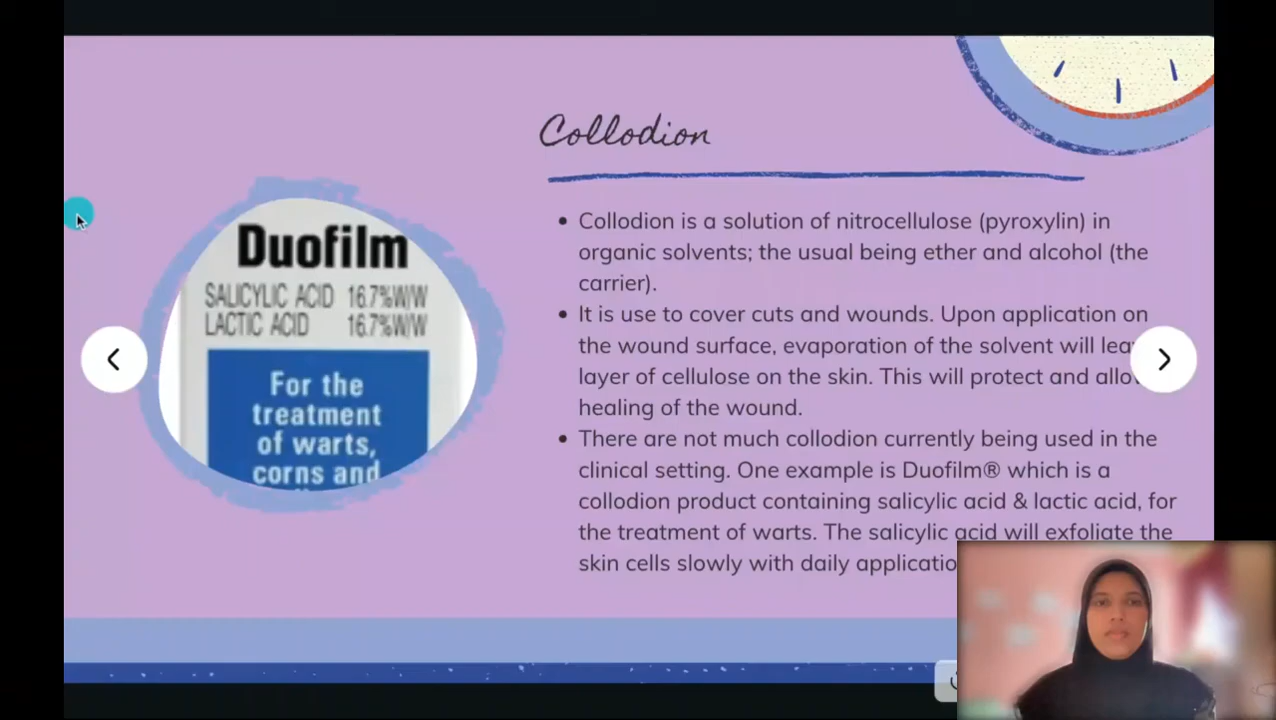 Collodion
Duofilm
SALICYLIC ACID 16.7%W/W
LACTIC ACID 16.7%W/W
For the
treatment
of warts,
corns and
• Collodion is a solution of nitrocellulose (pyroxylin) in
organic solvents; the usual being ether and alcohol (the
carrier).
• It is use to cover cuts and wounds. Upon application on
the wound surface, evaporation of the solvent will
layer of cellulose on the skin. This will protect and
healing of the wound.
• There are not much collodion currently being used in the
clinical setting. One example is Duofilm® which is a
collodion product containing salicylic acid & lactic acid, for
the treatment of warts. The salicylic acid will exfoliate the
skin cells slowly with daily